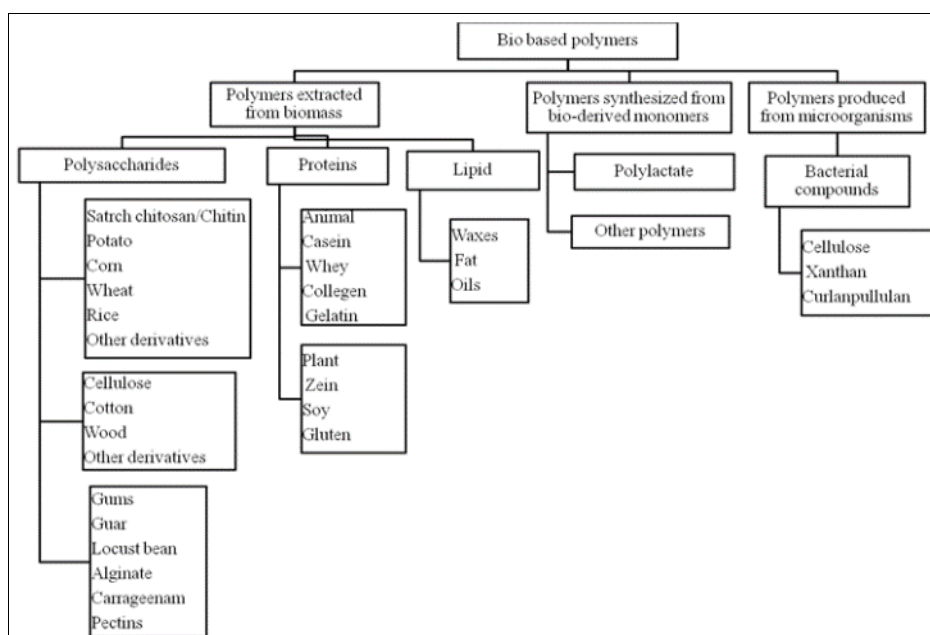 Bio based polymers
Polymers extracted
from biomass
Polymers synthesized from
bio-derived monomers
Polymers produced
from microorganisms
Polysaccharides
Proteins
Lipid
Polylactate
Other polymers
Bacterial
compounds
Satrch chitosan/Chitin
Potato
Corn
Wheat
Rice
Other derivatives
Cellulose
Cotton
Wood
Other derivatives
Gums
Guar
Locust bean
Alginate
Carrageenam
Pectins
Animal
Casein
Whey
Collegen
Gelatin
Plant
Zein
Soy
Gluten
Waxes
Fat
Oils
Cellulose
Xanthan
Curlanpullulan